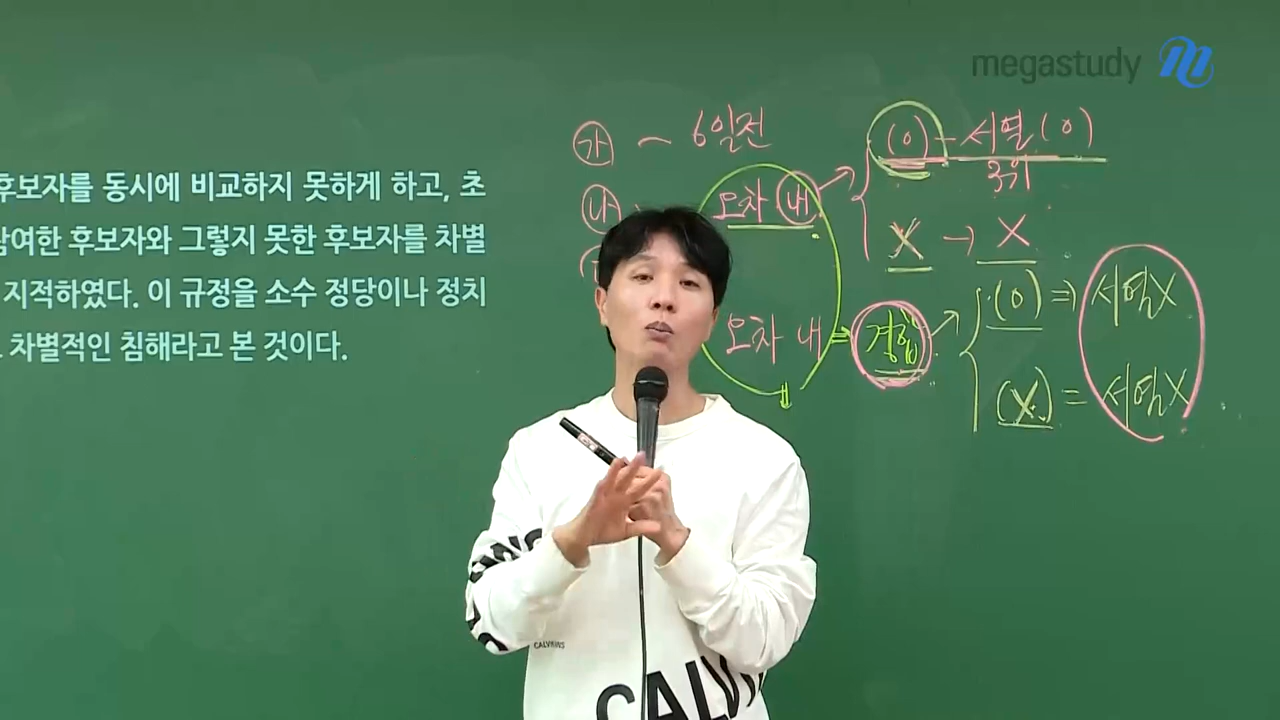 megastudy
후보자를 동시에 비교하지 못하게 하고, 초
참여한 후보자와 그렇지 못한 후보자를 차별
지적하였다. 이 규정을 소수 정당이나 정치
차별적인 침해라고 본 것이다.
가 ~ 6일전
(O) - 서열(O)
3위
나
오차 내
X → X
(O) ⇒ 서열X
오차 내 ⇒ 경합
(X) = 서열X
CALVIN